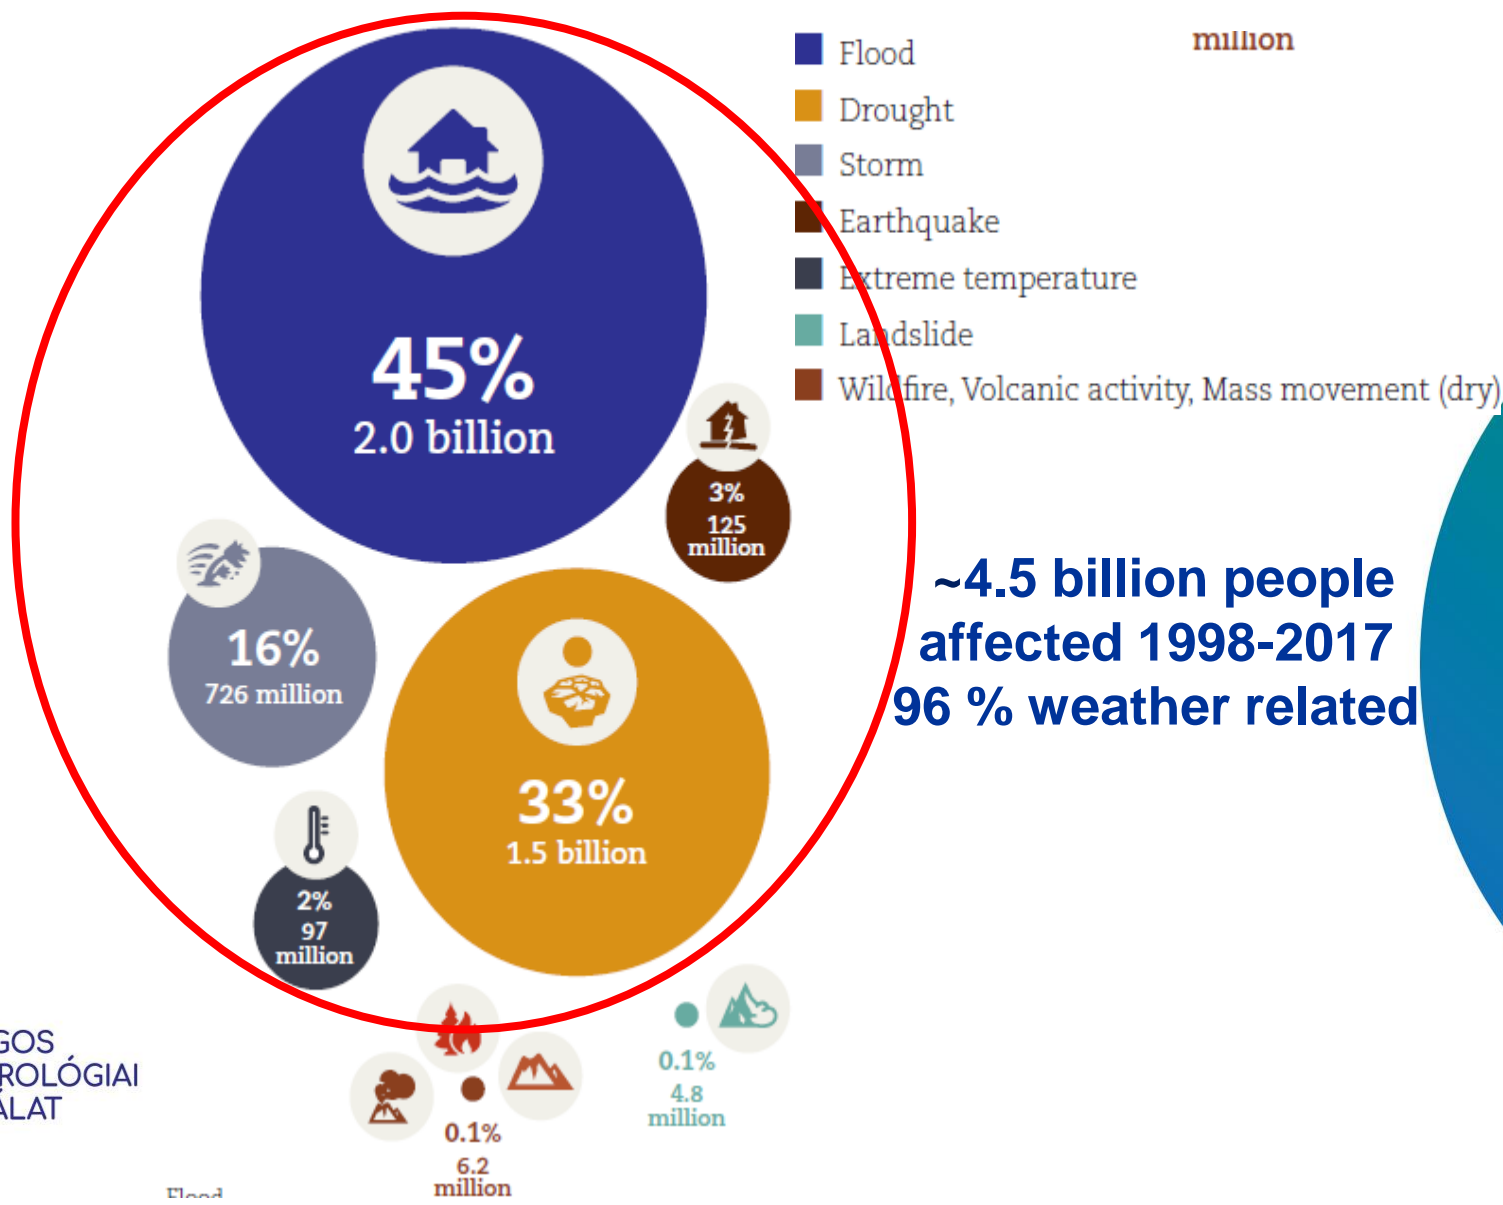 million
Flood
Drought
Storm
Earthquake
Extreme temperature
Landslide
Wildfire, Volcanic activity, Mass movement (dry)
45%
2.0 billion
3%
125
million
16%
726 million
33%
1.5 billion
2%
97
million
~4.5 billion people
affected 1998-2017
96 % weather related
GOS
ROLÓGIAI
ÁLAT
0.1%
4.8
million
0.1%
6.2
million
Flood